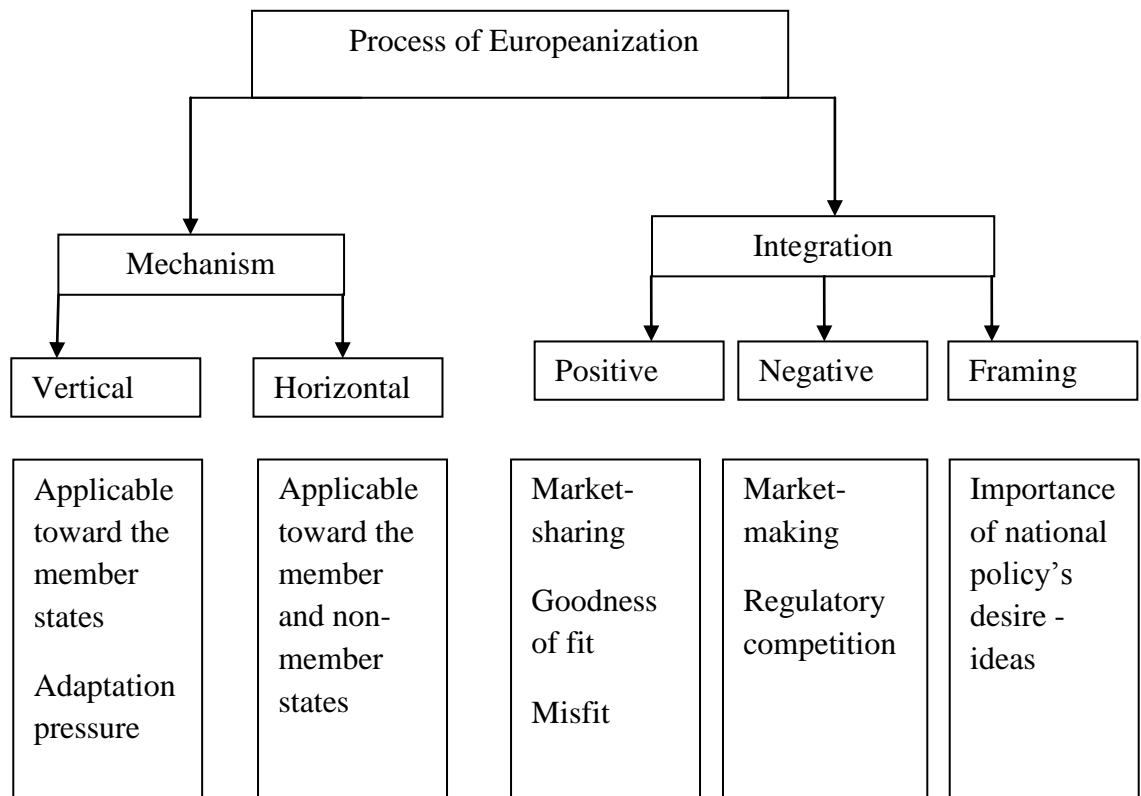 Process of Europeanization
Mechanism
Integration
Vertical
Horizontal
Positive
Negative
Framing
Applicable
toward the
member
states
Adaptation
pressure
Applicable
toward the
member
and non-
member
states
Market-
sharing
Goodness
of fit
Misfit
Market-
making
Regulatory
competition
Importance
of national
policy’s
desire -
ideas